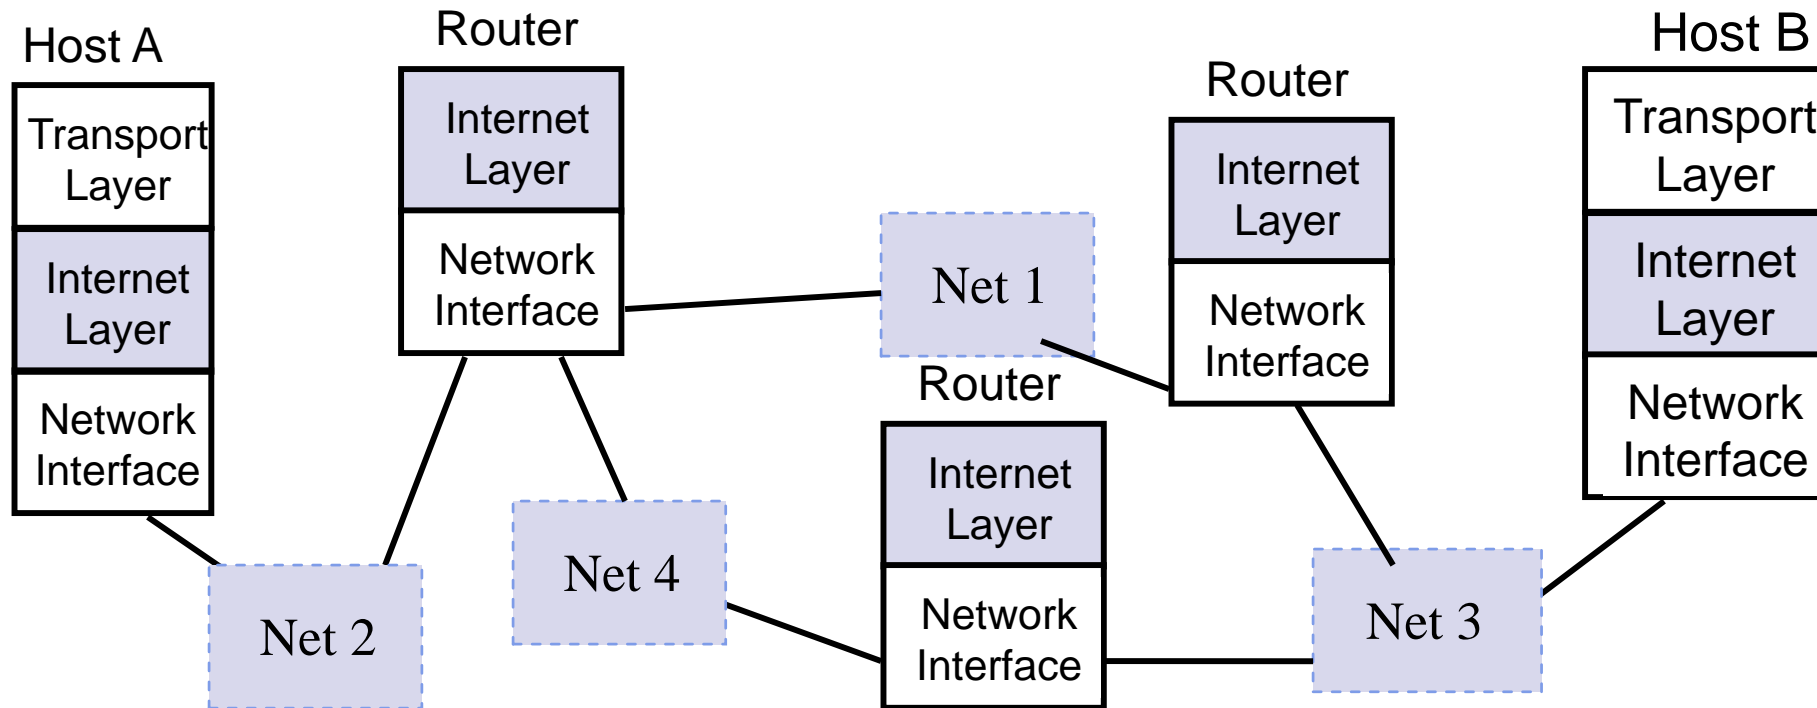 Host A
Transport
Layer
Internet
Layer
Network
Interface
Router
Internet
Layer
Network
Interface
Net 2
Net 4
Net 1
Router
Internet
Layer
Network
Interface
Router
Internet
Layer
Network
Interface
Net 3
Host B
Transport
Layer
Internet
Layer
Network
Interface